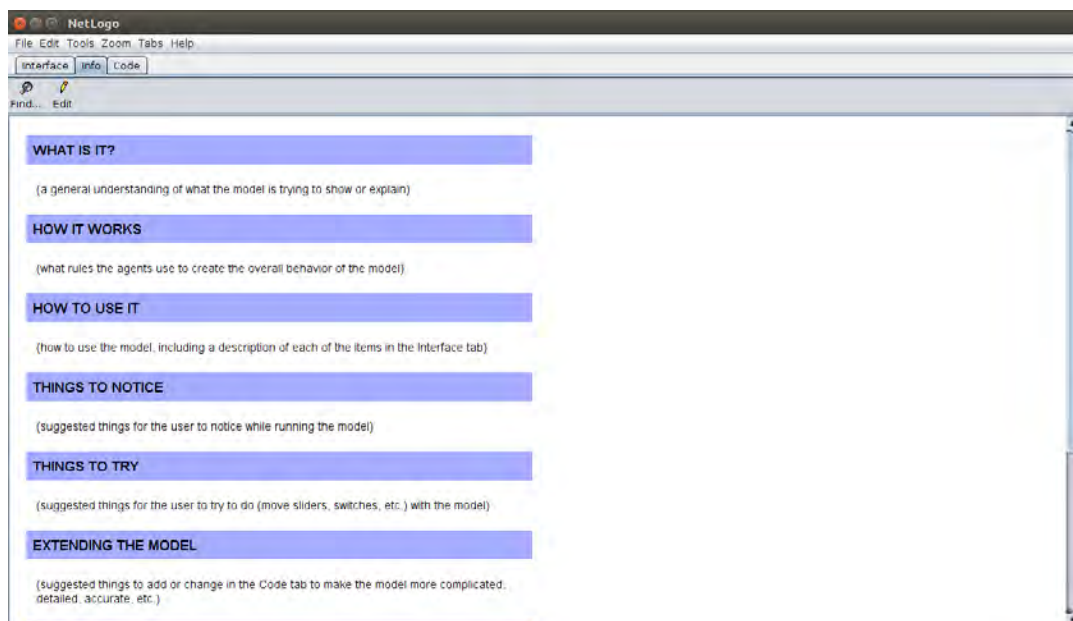 NetLogo
File Edit Tools Zoom Tabs Help
Interface Info Code
Find... Edit
WHAT IS IT?
(a general understanding of what the model is trying to show or explain)
HOW IT WORKS
(what rules the agents use to create the overall behavior of the model)
HOW TO USE IT
(how to use the model, including a description of each of the items in the Interface tab)
THINGS TO NOTICE
(suggested things for the user to notice while running the model)
THINGS TO TRY
(suggested things for the user to try to do (move sliders, switches, etc.) with the model)
EXTENDING THE MODEL
(suggested things to add or change in the Code tab to make the model more complicated,
detailed, accurate, etc.)